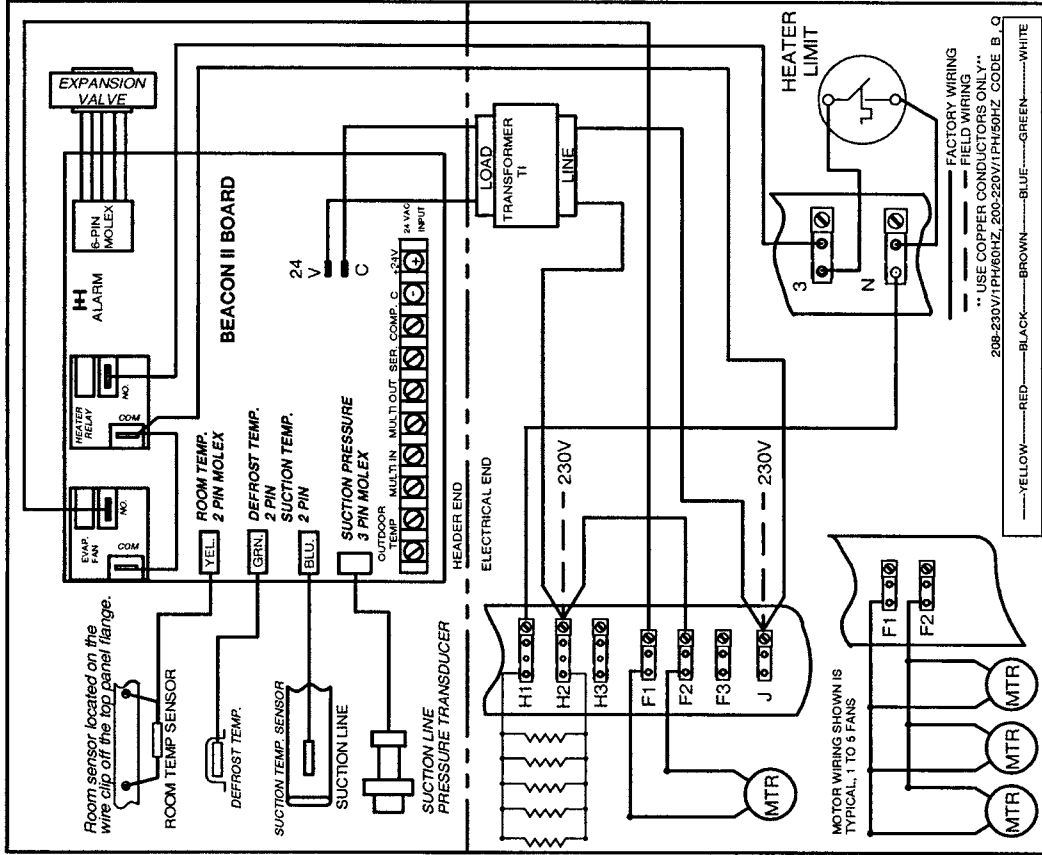 Room sensor located on the
wire clip off the top panel flange.
ROOM TEMP SENSOR
DEFROST TEMP.
SUCTION TEMP. SENSOR
SUCTION LINE
SUCTION LINE
PRESSURE TRANSDUCER
EVAP.
FAN
COM
NO.
HEATER
RELAY
COM
NO.
ALARM
6-PIN
MOLEX
EXPANSION
VALVE
YEL.
ROOM TEMP.
2 PIN MOLEX
GRN.
DEFROST TEMP.
2 PIN
BLU.
SUCTION TEMP.
2 PIN
SUCTION PRESSURE
3 PIN MOLEX
BEACON II BOARD
24
V
C
OUTDOOR
TEMP
MULTI IN
MULTI OUT
SER.
COMP.
C
+24V
24 VAC
INPUT
HEADER END
ELECTRICAL END
LOAD
TRANSFORMER
TI
LINE
H1
H2
H3
F1
F2
F3
J
230V
230V
MTR
HEATER
LIMIT
3
N
FACTORY WIRING
FIELD WIRING
** USE COPPER CONDUCTORS ONLY**
208-230V/1PH/60HZ, 200-220V/1PH/50HZ CODE B , Q
YELLOW RED BLACK BROWN BLUE GREEN WHITE
MOTOR WIRING SHOWN IS
TYPICAL, 1 TO 5 FANS
F1
F2
MTR
MTR
MTR